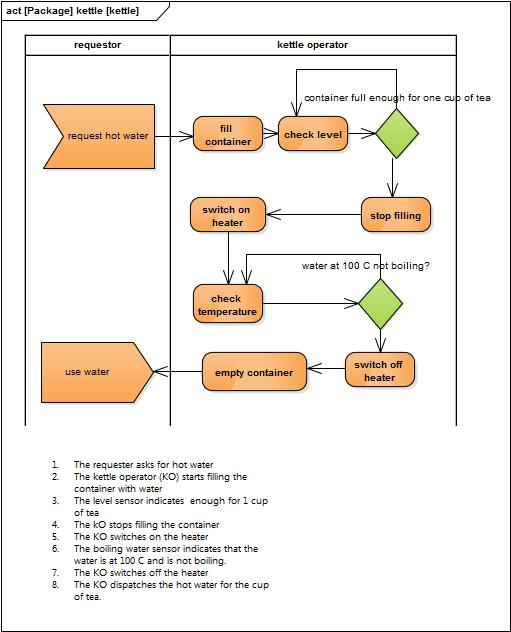 act [Package] kettle [kettle]
requestor
kettle operator
container full enough for one cup of tea
request hot water
fill
container
check level
switch on
heater
stop filling
water at 100 C not boiling?
check
temperature
use water
empty container
switch off
heater
1. The requester asks for hot water
2. The kettle operator (KO) starts filling the
container with water
3. The level sensor indicates enough for 1 cup
of tea
4. The kO stops filling the container
5. The KO switches on the heater
6. The boiling water sensor indicates that the
water is at 100 C and is not boiling.
7. The KO switches off the heater
8. The KO dispatches the hot water for the cup
of tea.